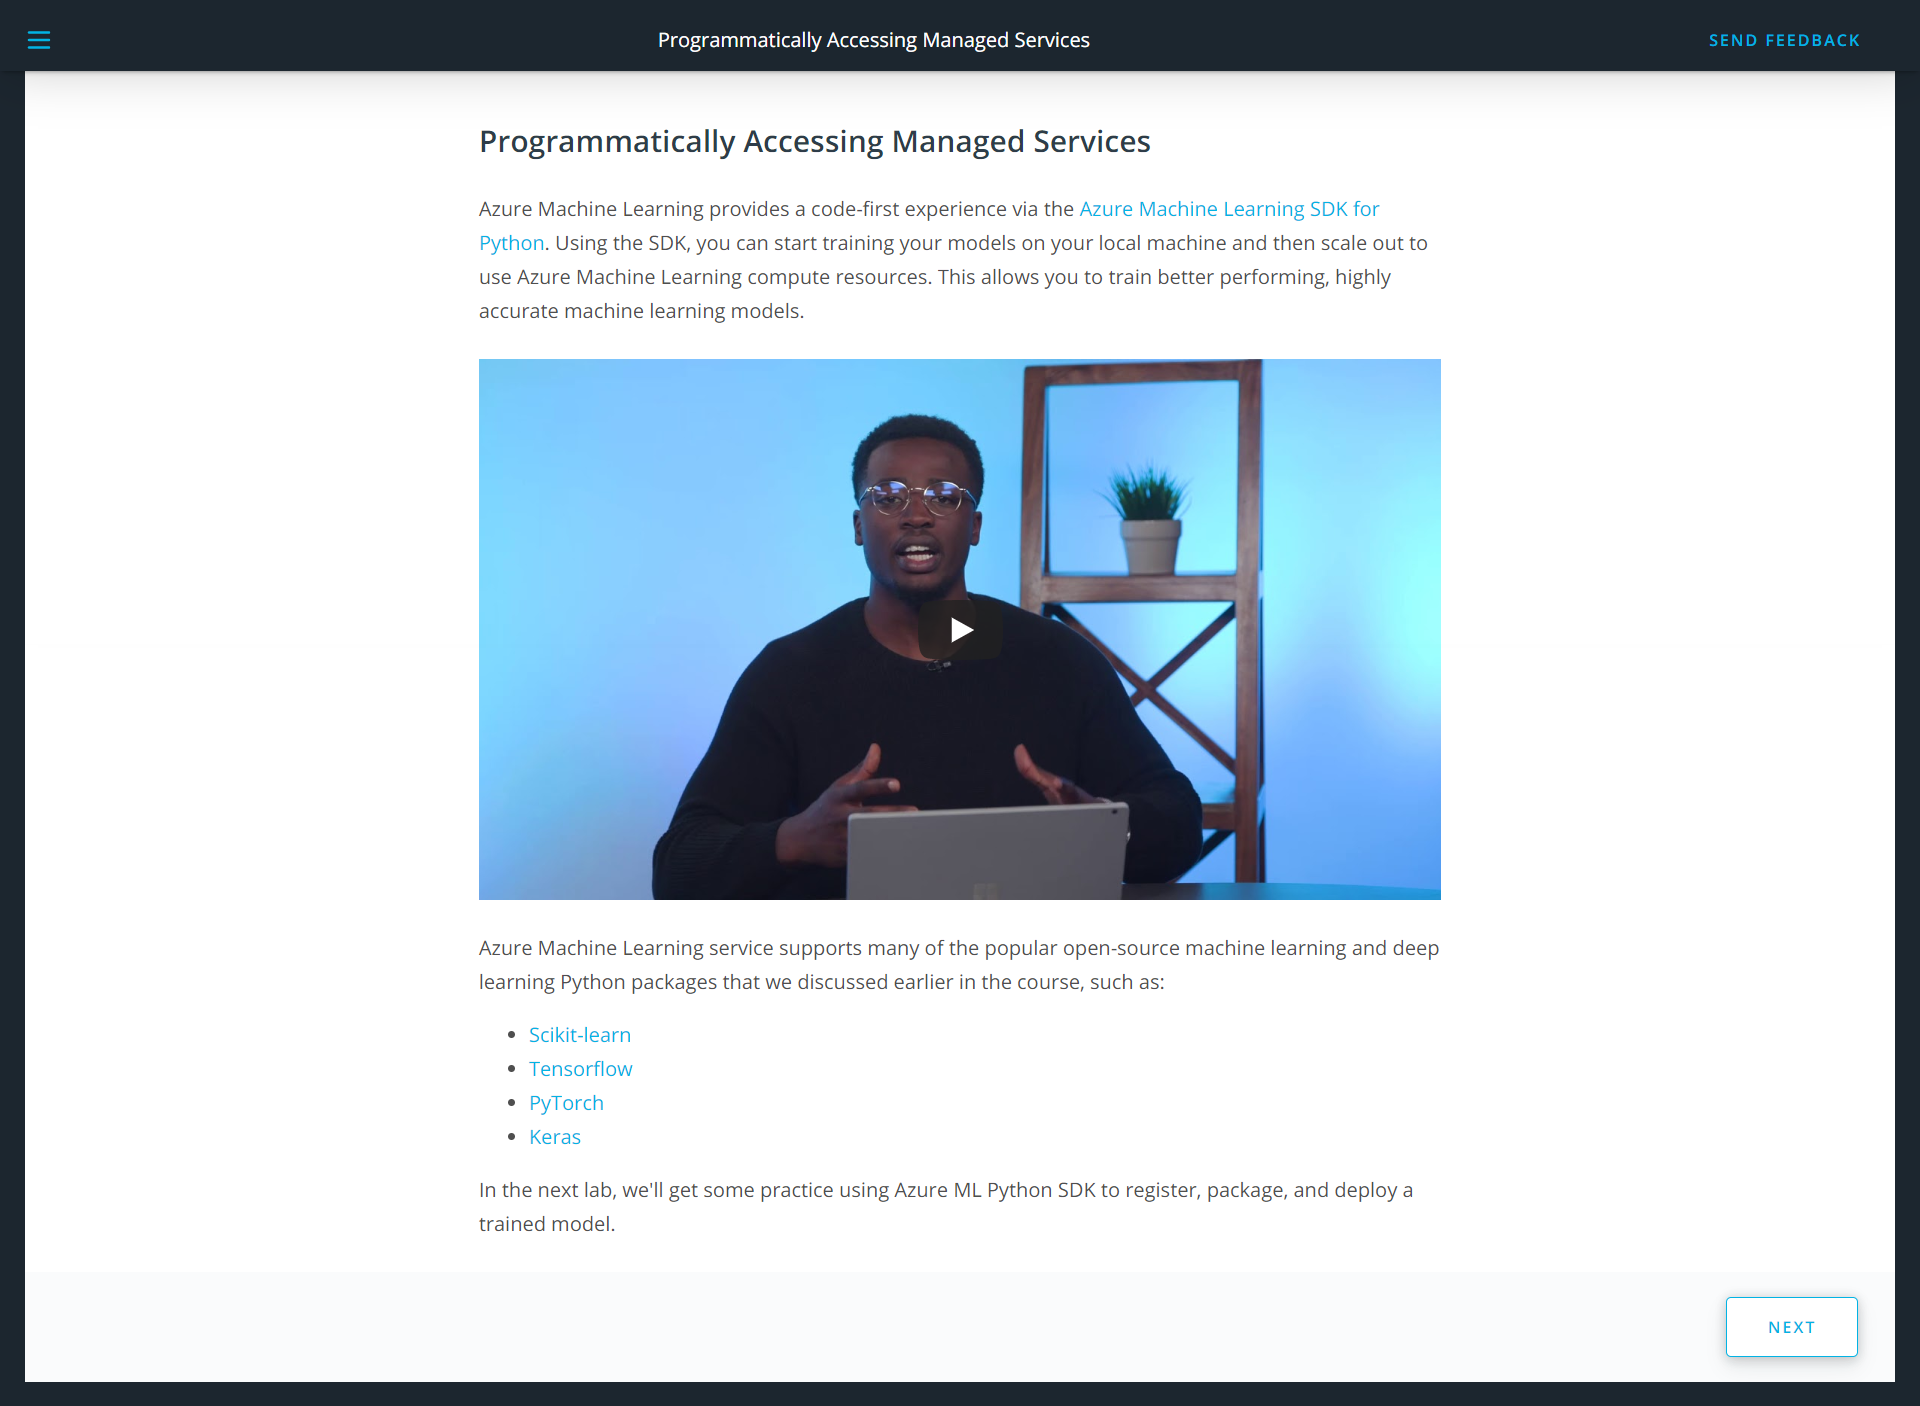 Programmatically Accessing Managed Services
SEND FEEDBACK
Programmatically Accessing Managed Services
Azure Machine Learning provides a code-first experience via the Azure Machine Learning SDK for
Python. Using the SDK, you can start training your models on your local machine and then scale out to
use Azure Machine Learning compute resources. This allows you to train better performing, highly
accurate machine learning models.
Azure Machine Learning service supports many of the popular open-source machine learning and deep
learning Python packages that we discussed earlier in the course, such as:
Scikit-learn
Tensorflow
PyTorch
Keras
In the next lab, we'll get some practice using Azure ML Python SDK to register, package, and deploy a
trained model.
NEXT